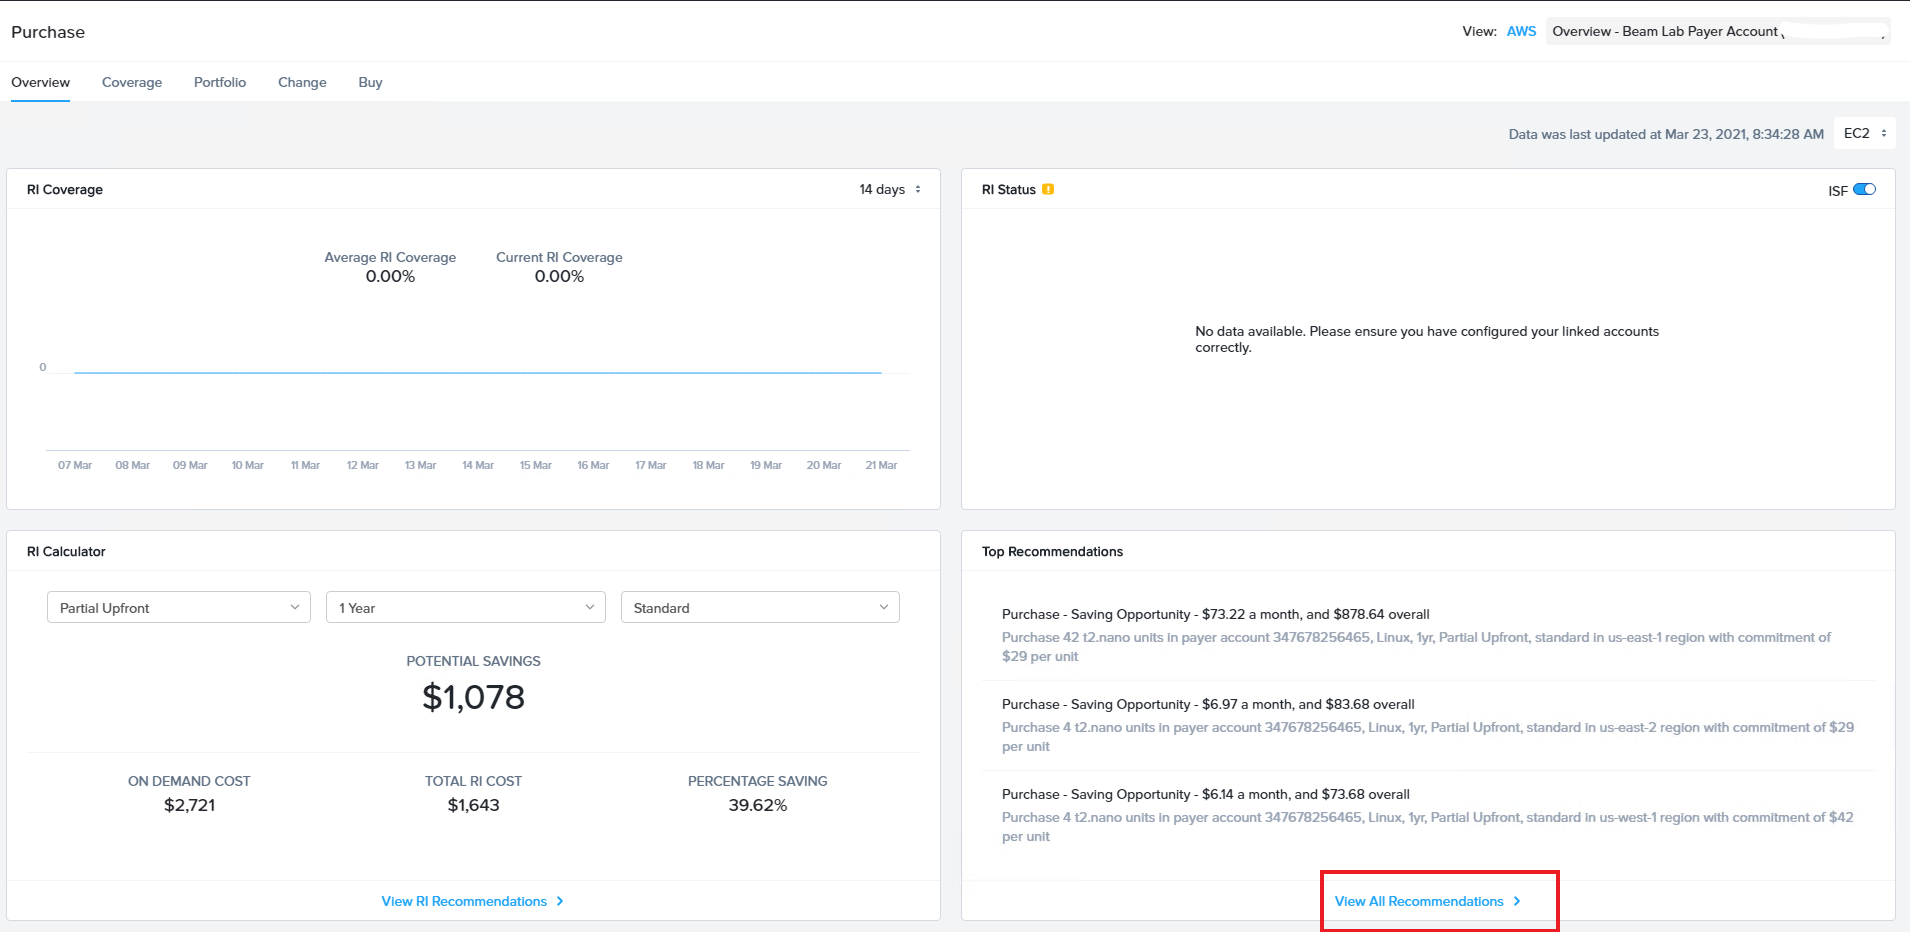 Purchase
View: AWS Overview - Beam Lab Payer Account (
Overview Coverage Portfolio Change Buy
Data was last updated at Mar 23, 2021, 8:34:28 AM EC2
RI Coverage 14 days
Average RI Coverage Current RI Coverage
0.00% 0.00%
0
07 Mar 08 Mar 09 Mar 10 Mar 11 Mar 12 Mar 13 Mar 14 Mar 15 Mar 16 Mar 17 Mar 18 Mar 19 Mar 20 Mar 21 Mar
RI Status ISF
No data available. Please ensure you have configured your linked accounts
correctly.
RI Calculator
Partial Upfront 1 Year Standard
POTENTIAL SAVINGS
$1,078
ON DEMAND COST TOTAL RI COST PERCENTAGE SAVING
$2,721 $1,643 39.62%
View RI Recommendations
Top Recommendations
Purchase - Saving Opportunity - $73.22 a month, and $878.64 overall
Purchase 42 t2.nano units in payer account 347678256465, Linux, 1yr, Partial Upfront, standard in us-east-1 region with commitment of
$29 per unit
Purchase - Saving Opportunity - $6.97 a month, and $83.68 overall
Purchase 4 t2.nano units in payer account 347678256465, Linux, 1yr, Partial Upfront, standard in us-east-2 region with commitment of $29
per unit
Purchase - Saving Opportunity - $6.14 a month, and $73.68 overall
Purchase 4 t2.nano units in payer account 347678256465, Linux, 1yr, Partial Upfront, standard in us-west-1 region with commitment of $42
per unit
View All Recommendations